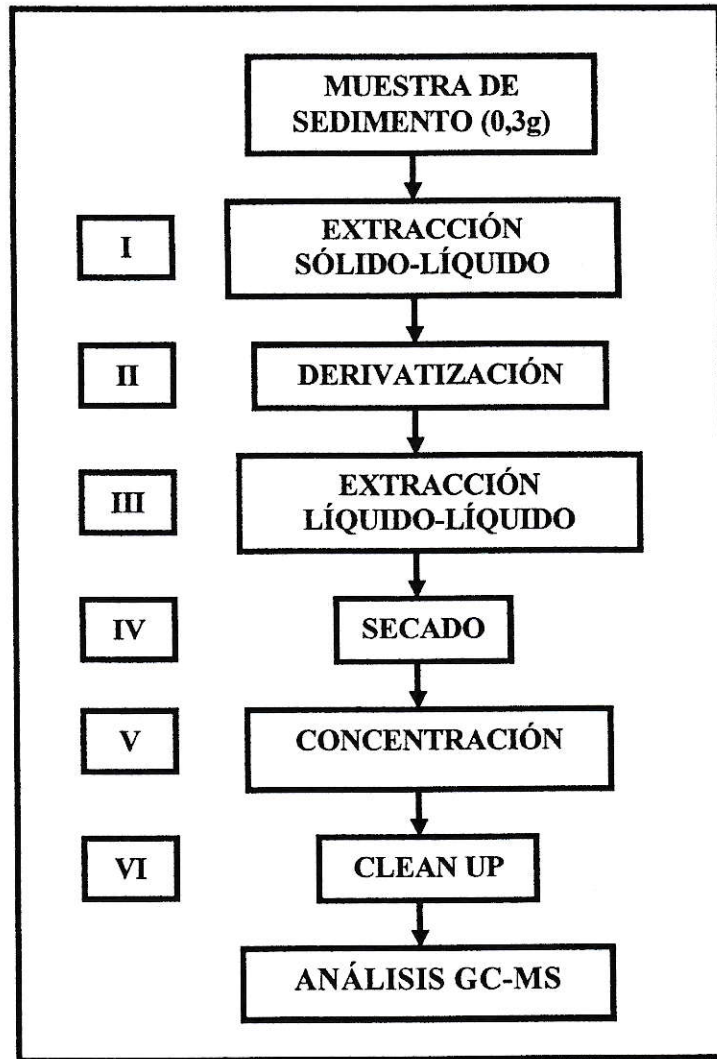 MUESTRA DE
SEDIMENTO (0,3g)
I
EXTRACCIÓN
SÓLIDO-LÍQUIDO
II
DERIVATIZACIÓN
III
EXTRACCIÓN
LÍQUIDO-LÍQUIDO
IV
SECADO
V
CONCENTRACIÓN
VI
CLEAN UP
ANÁLISIS GC-MS